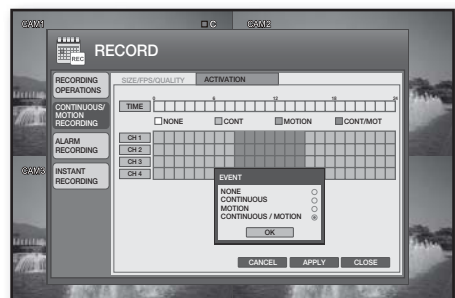 CAM1
C
CAM2
REC
RECORD
RECORDING OPERATIONS
SIZE/FPS/QUALITY
ACTIVATION
CONTINUOUS/ MOTION RECORDING
TIME
0 6 12 18 24
NONE CONT MOTION CONT/MOT
ALARM RECORDING
CH 1
CH 2
CH 3
CH 4
CAM3
INSTANT RECORDING
EVENT
NONE
CONTINUOUS
MOTION
CONTINUOUS / MOTION
OK
CANCEL APPLY CLOSE